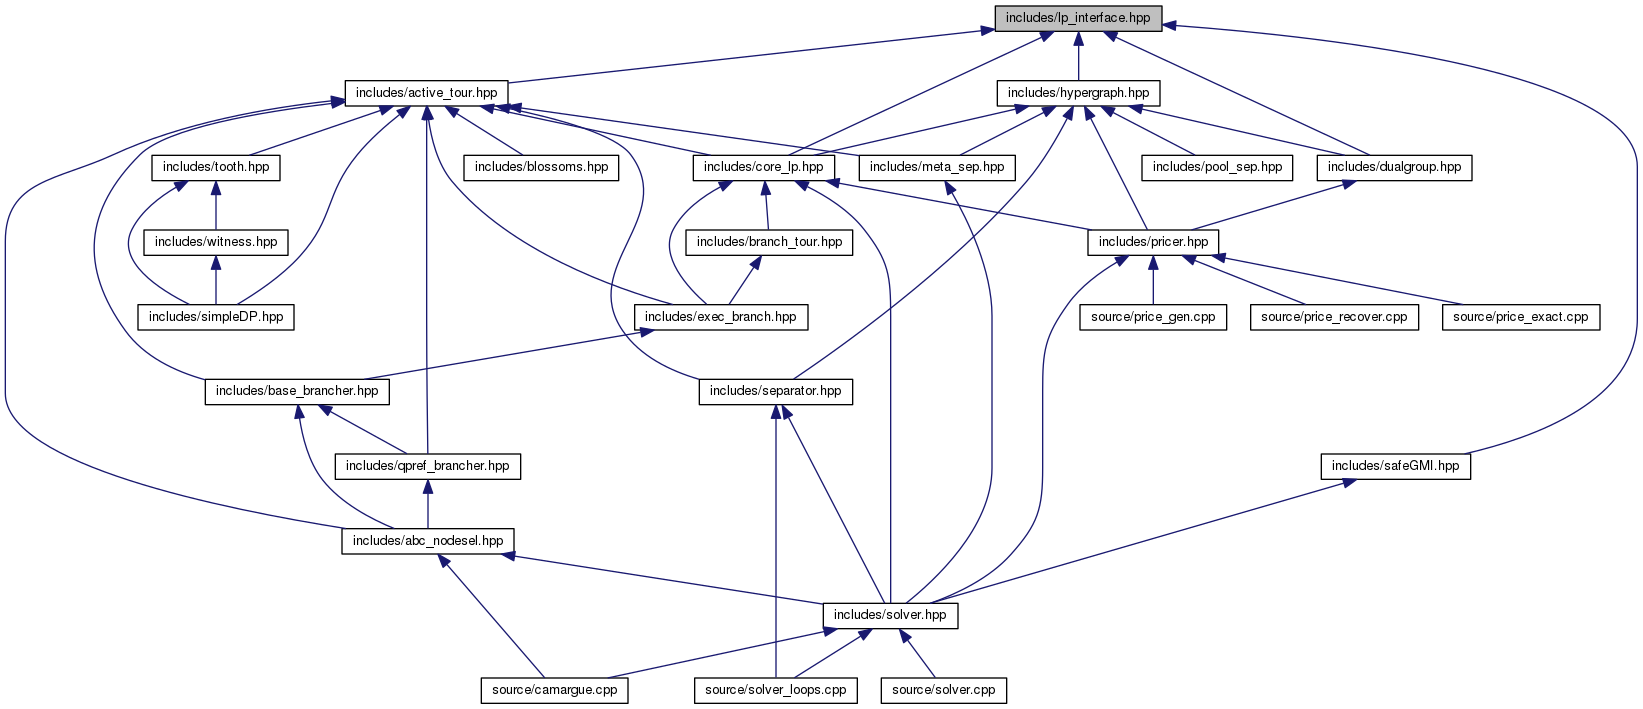 includes/lp_interface.hpp
includes/active_tour.hpp
includes/hypergraph.hpp
includes/tooth.hpp
includes/blossoms.hpp
includes/core_lp.hpp
includes/meta_sep.hpp
includes/pool_sep.hpp
includes/dualgroup.hpp
includes/witness.hpp
includes/branch_tour.hpp
includes/pricer.hpp
includes/simpleDP.hpp
includes/exec_branch.hpp
source/price_gen.cpp
source/price_recover.cpp
source/price_exact.cpp
includes/base_brancher.hpp
includes/separator.hpp
includes/qpref_brancher.hpp
includes/safeGMI.hpp
includes/abc_nodesel.hpp
includes/solver.hpp
source/camargue.cpp
source/solver_loops.cpp
source/solver.cpp